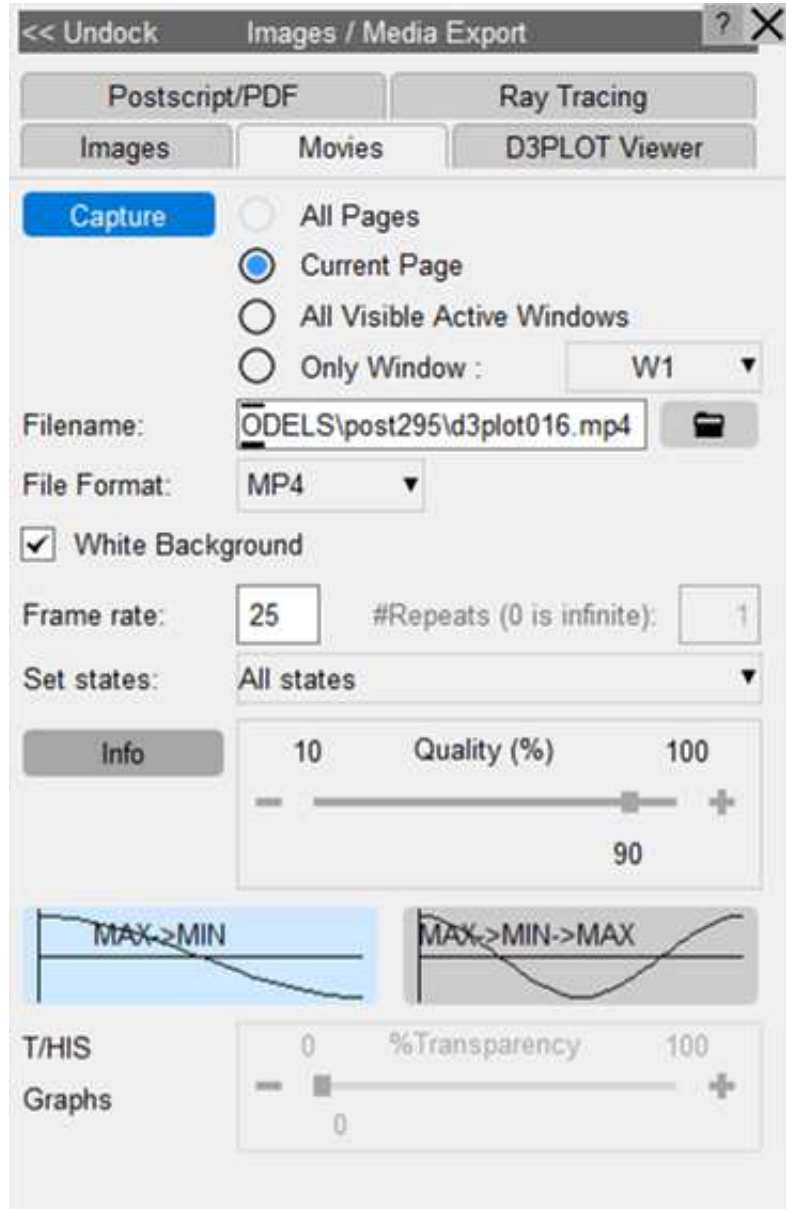 << Undock Images / Media Export ?
Postscript/PDF Ray Tracing
Images Movies D3PLOT Viewer
Capture All Pages
Current Page
All Visible Active Windows
Only Window : W1
Filename: ODELS\post295\d3plot016.mp4
File Format: MP4
White Background
Frame rate: 25 #Repeats (0 is infinite): 1
Set states: All states
Info 10 Quality (%) 100
90
MAX->MIN MAX->MIN->MAX
T/HIS 0 %Transparency 100
Graphs
0